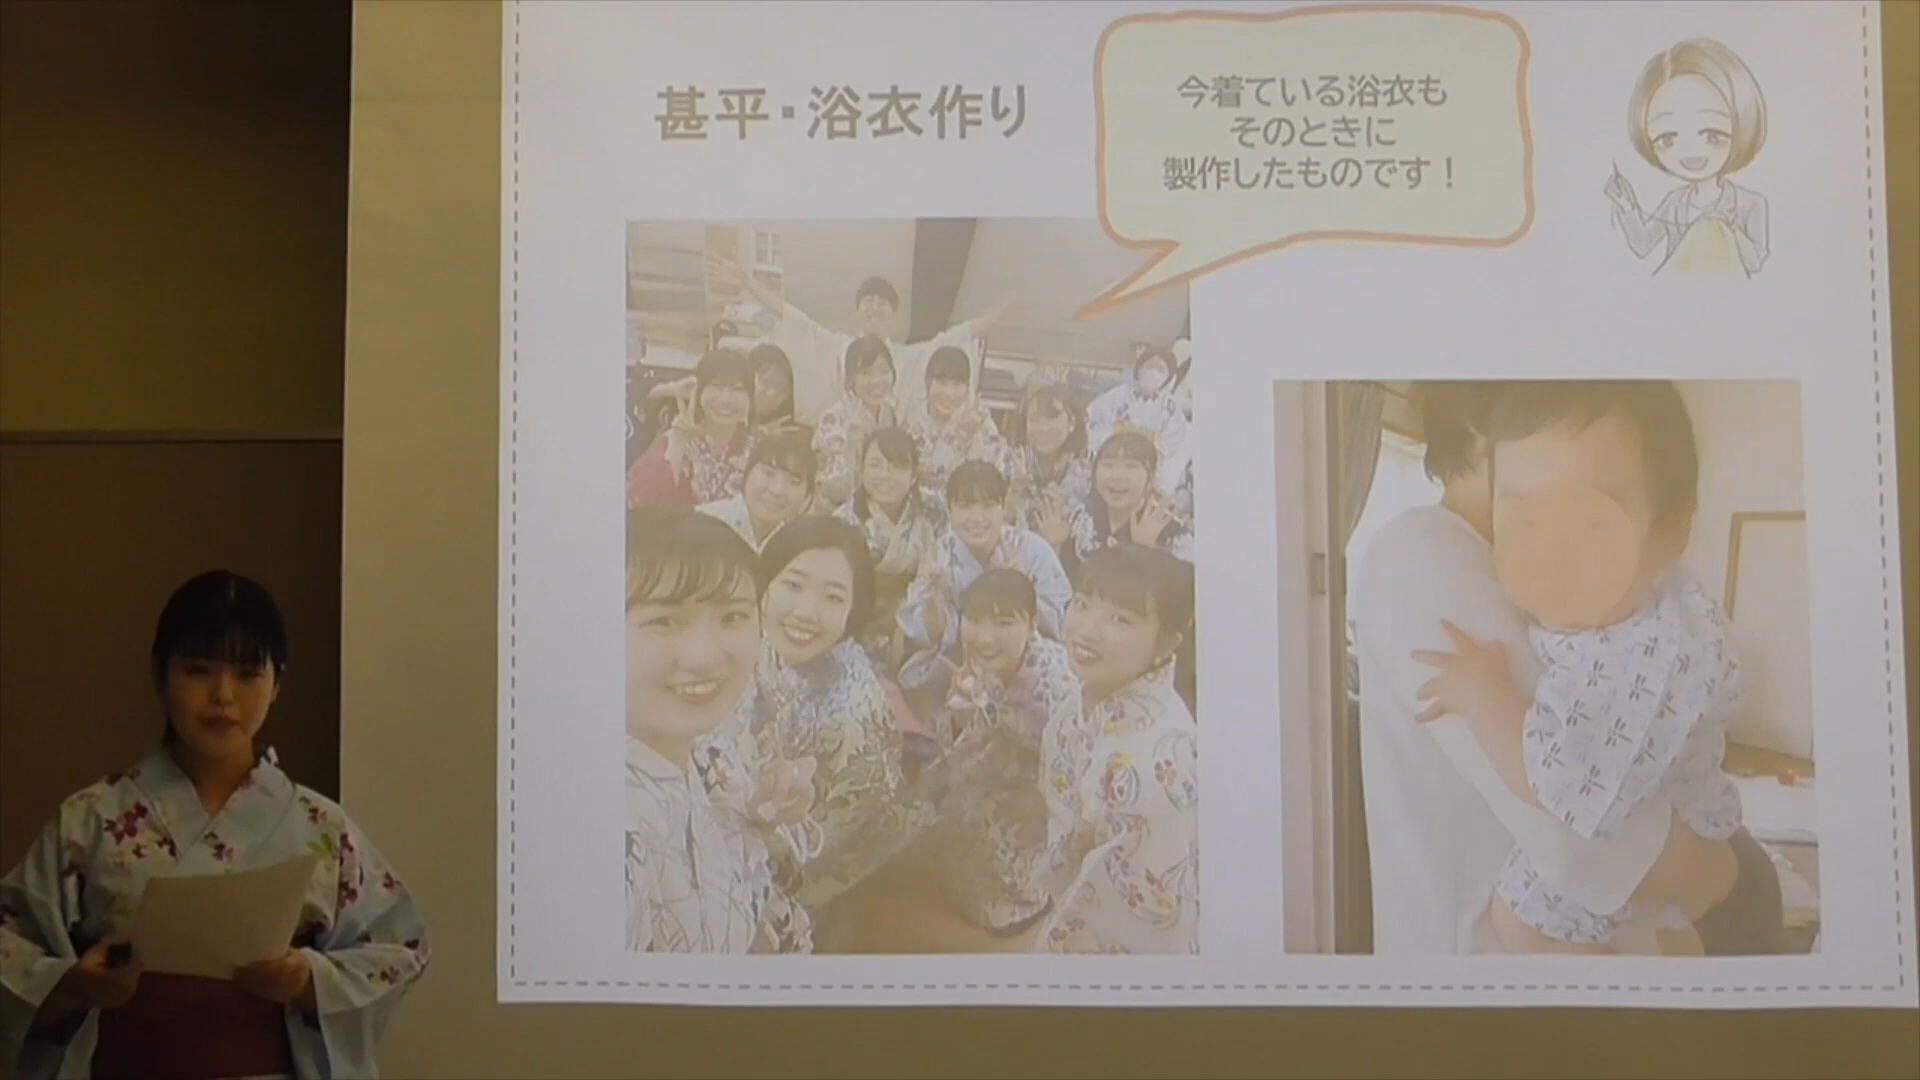 甚平・浴衣作り
今着ている浴衣も
そのときに
製作したものです！